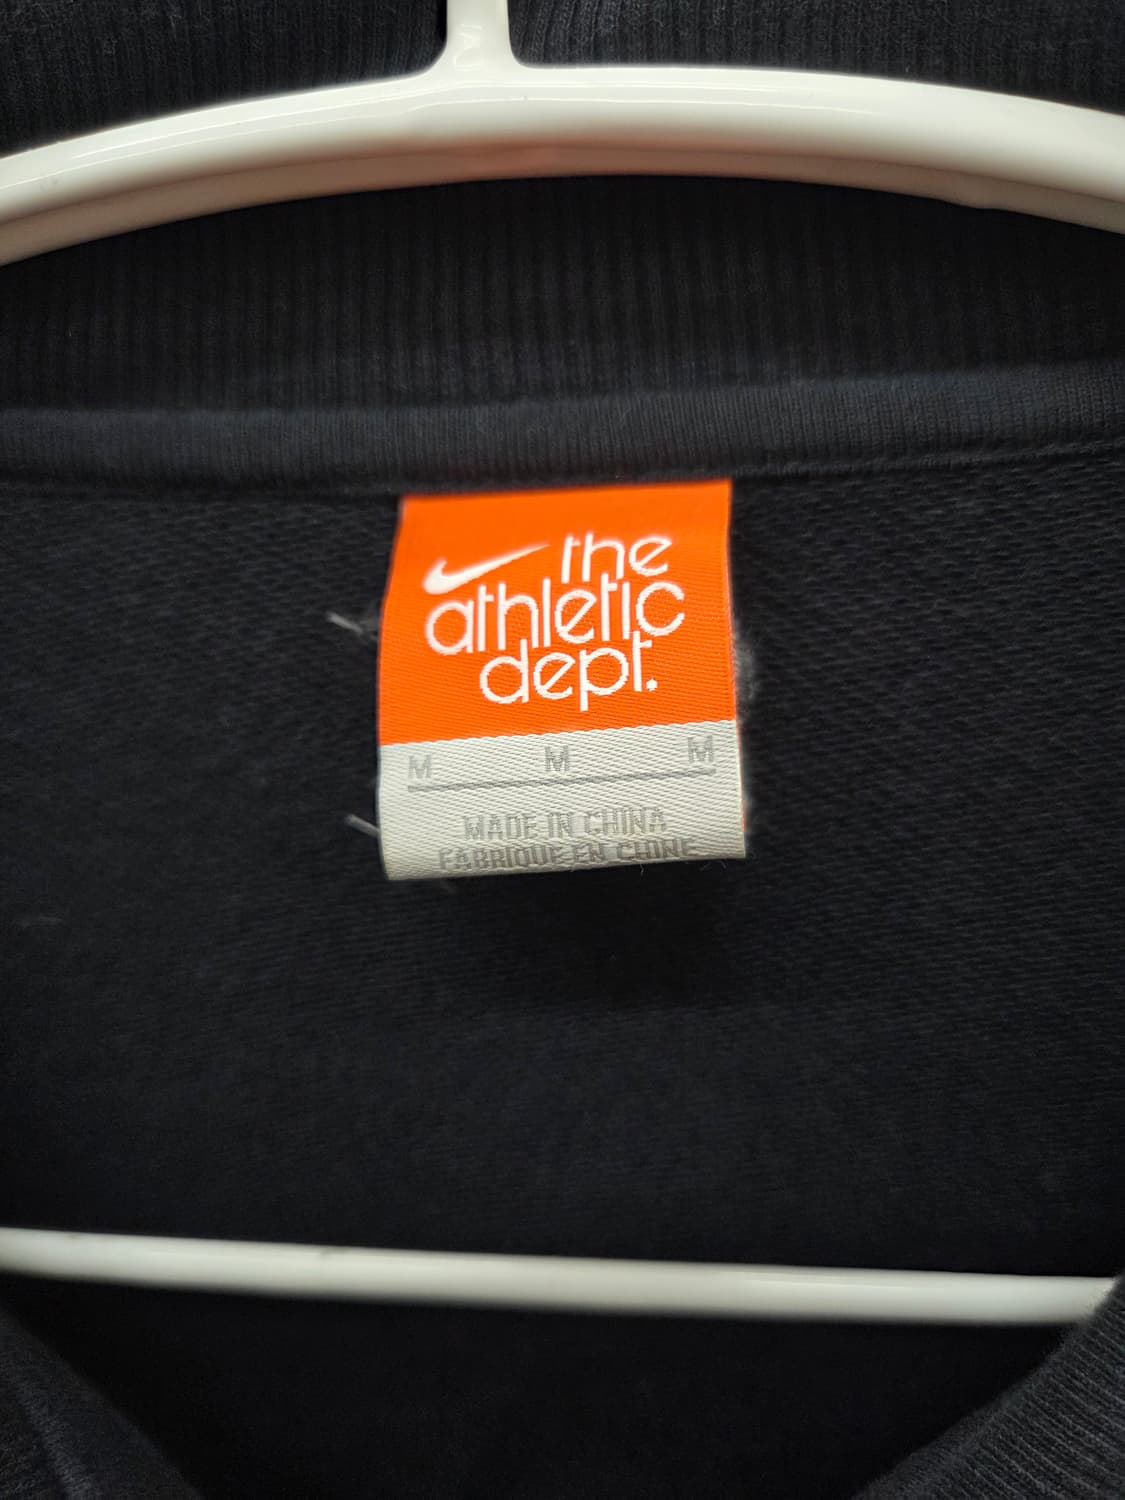 the
athletic
dept.
M M M
MADE IN CHINA
FABRIQUE EN CHINE